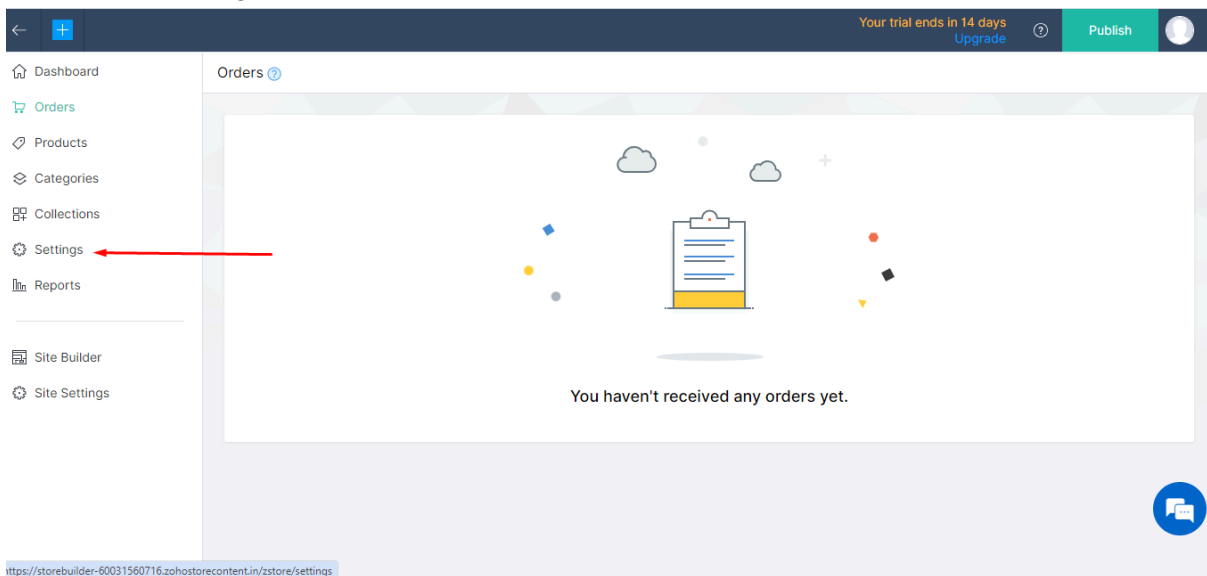 Your trial ends in 14 days
Upgrade
Publish
Dashboard
Orders
Products
Categories
Collections
Settings
Reports
Site Builder
Site Settings
Orders
You haven't received any orders yet.
https://storebuilder-60031560716.zohostorecontent.in/zstore/settings